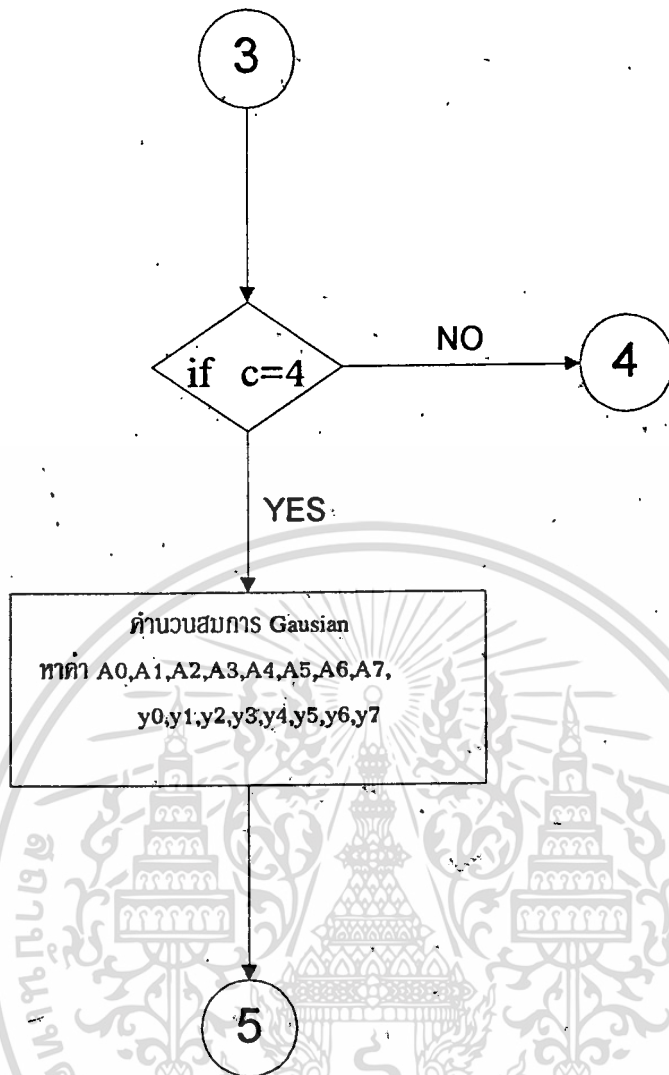 3
if c=4
NO
4
YES
คำนวนสมการ Gausian
หาค่า A0,A1,A2,A3,A4,A5,A6,A7,
y0,y1,y2,y3,y4,y5,y6,y7
5